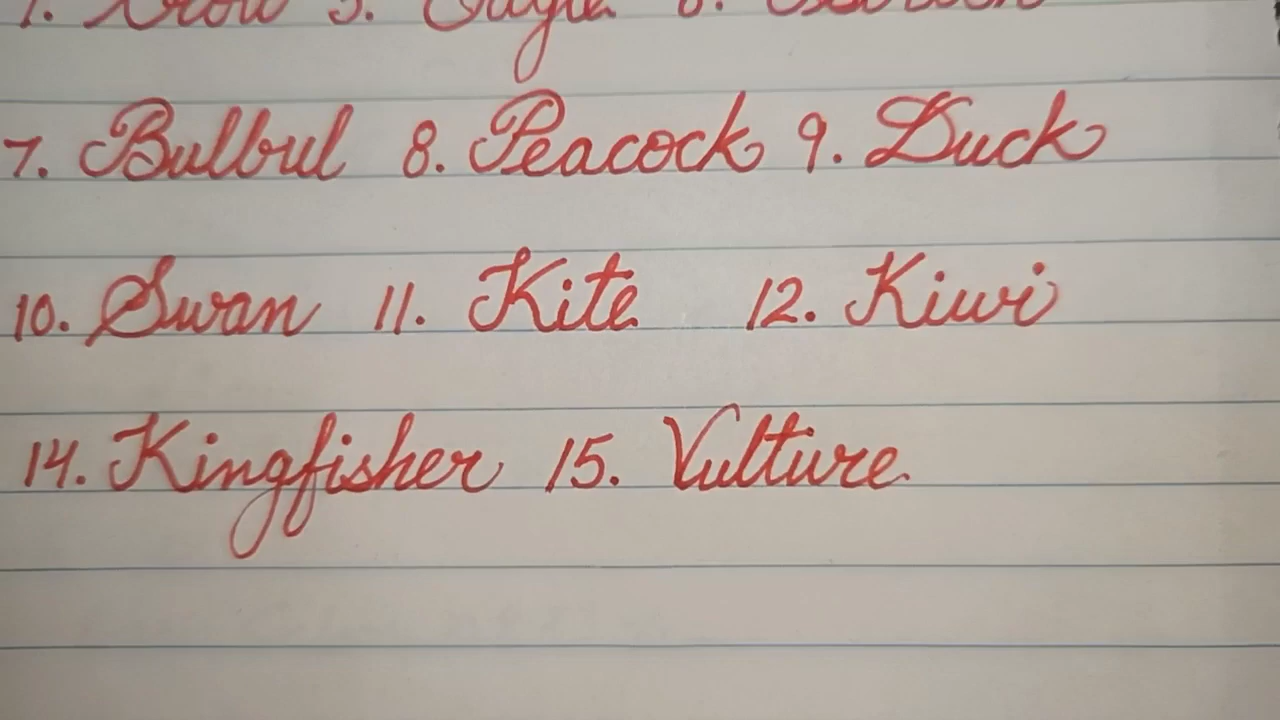 7. Bulbul 8. Peacock 9. Duck
10. Swan 11. Kite 12. Kiwi
14. Kingfisher 15. Vulture